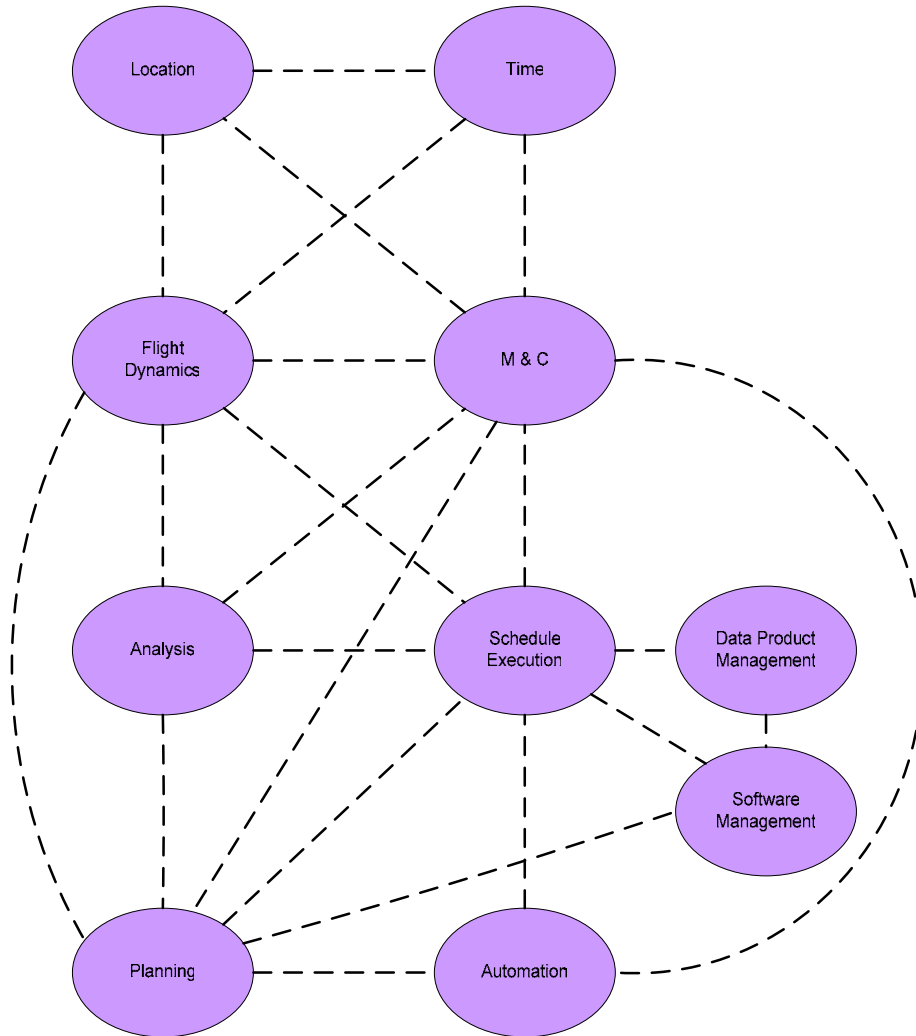 Location
Time
Flight
Dynamics
M & C
Analysis
Schedule
Execution
Data Product
Management
Software
Management
Planning
Automation